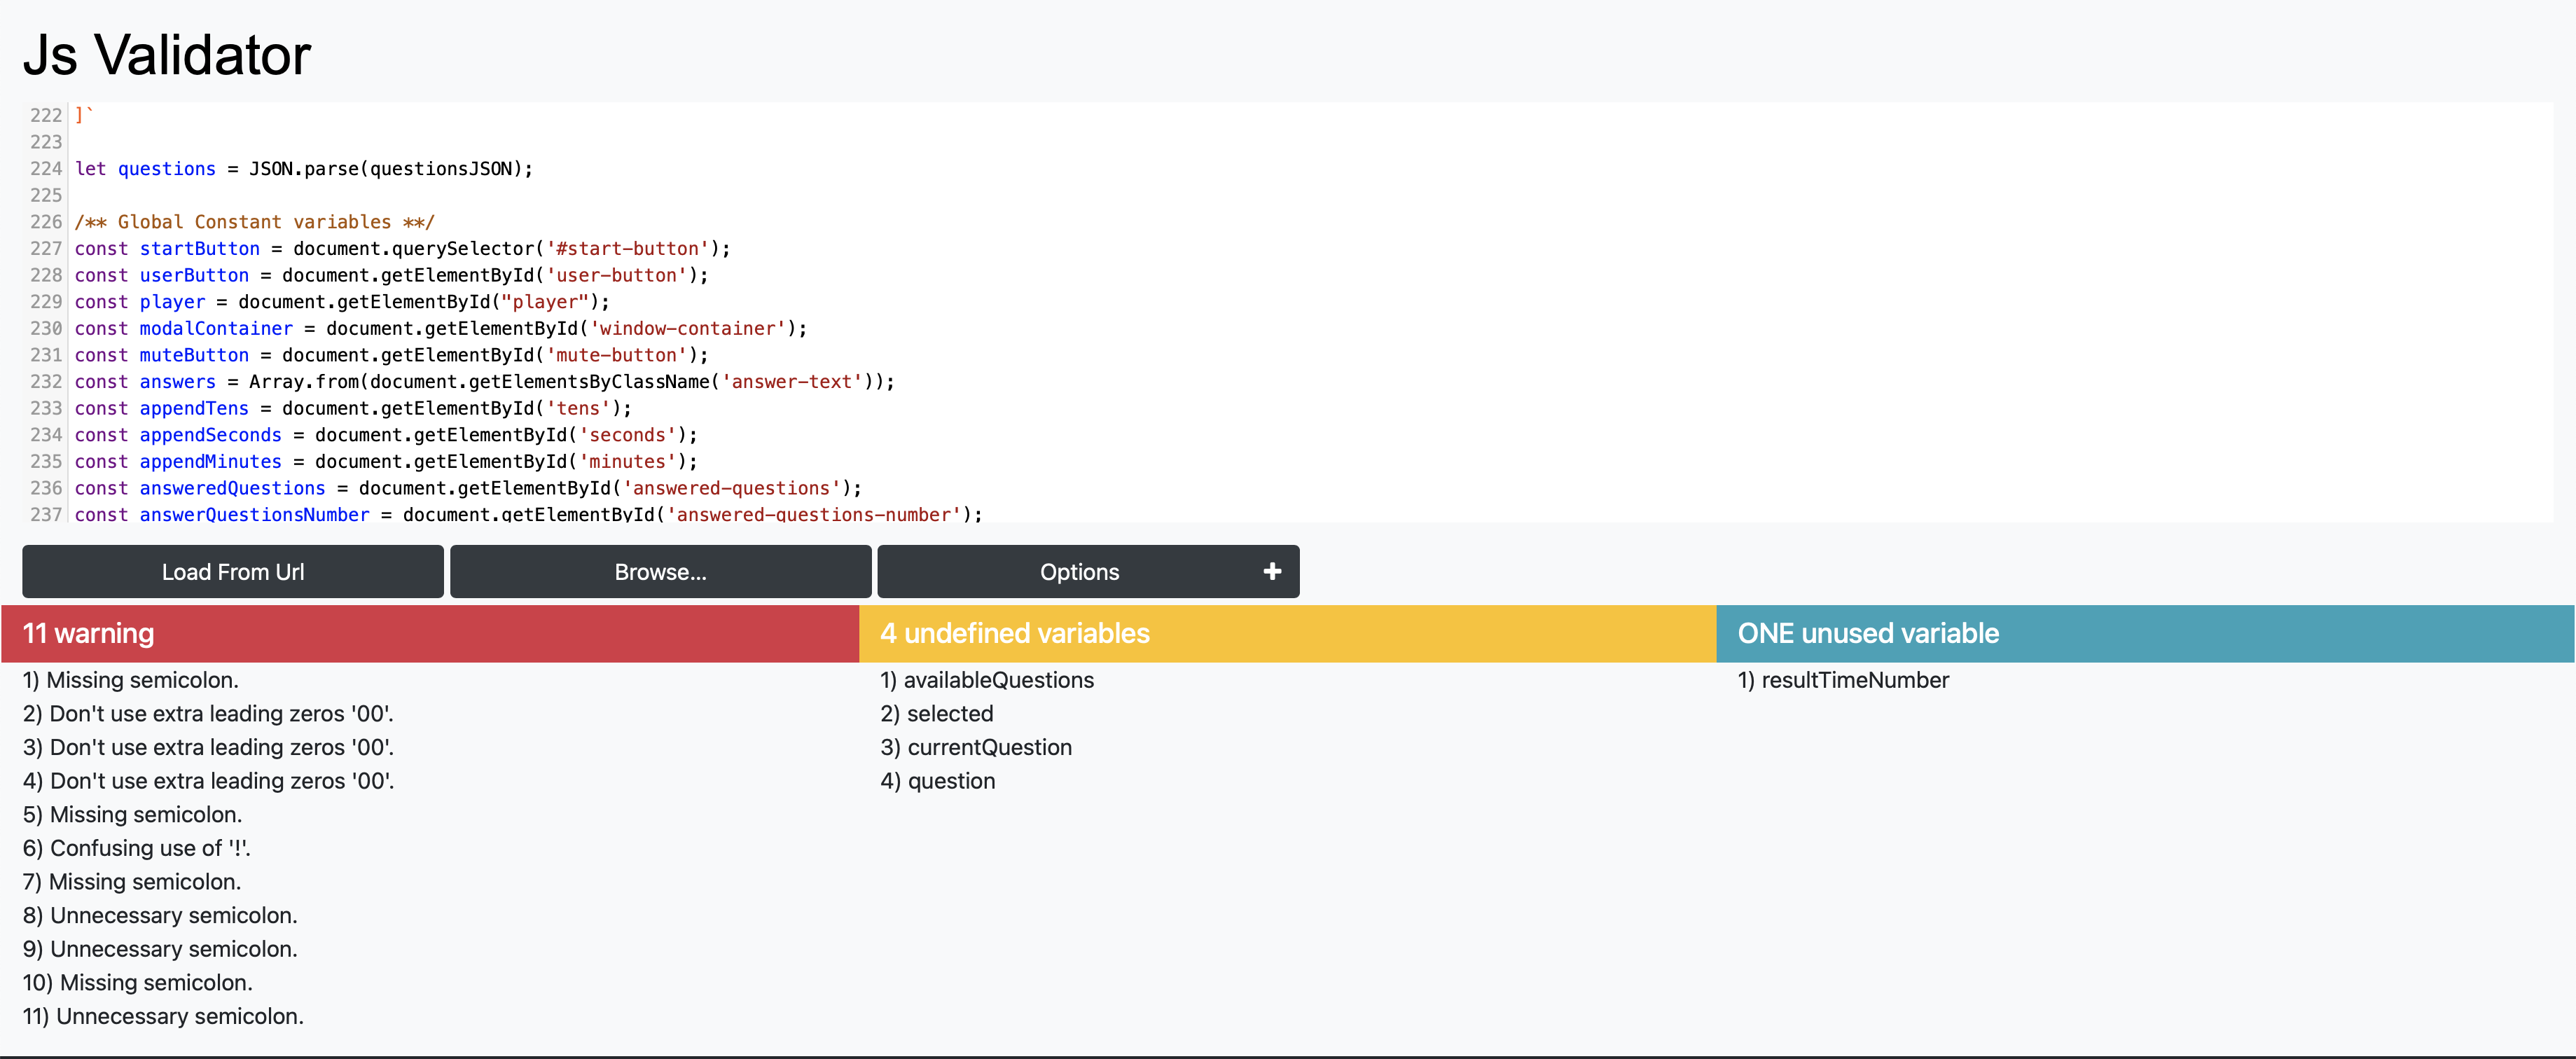 Js Validator
222 ]`
223
224 let questions = JSON.parse(questionsJSON);
225
226 /** Global Constant variables **/
227 const startButton = document.querySelector('#start-button');
228 const userButton = document.getElementById('user-button');
229 const player = document.getElementById("player");
230 const modalContainer = document.getElementById('window-container');
231 const muteButton = document.getElementById('mute-button');
232 const answers = Array.from(document.getElementsByClassName('answer-text'));
233 const appendTens = document.getElementById('tens');
234 const appendSeconds = document.getElementById('seconds');
235 const appendMinutes = document.getElementById('minutes');
236 const answeredQuestions = document.getElementById('answered-questions');
237 const answerQuestionsNumber = document.getElementById('answered-questions-number');
Load From Url
Browse...
Options +
11 warning
1) Missing semicolon.
2) Don't use extra leading zeros '00'.
3) Don't use extra leading zeros '00'.
4) Don't use extra leading zeros '00'.
5) Missing semicolon.
6) Confusing use of '!'.
7) Missing semicolon.
8) Unnecessary semicolon.
9) Unnecessary semicolon.
10) Missing semicolon.
11) Unnecessary semicolon.
4 undefined variables
1) availableQuestions
2) selected
3) currentQuestion
4) question
ONE unused variable
1) resultTimeNumber